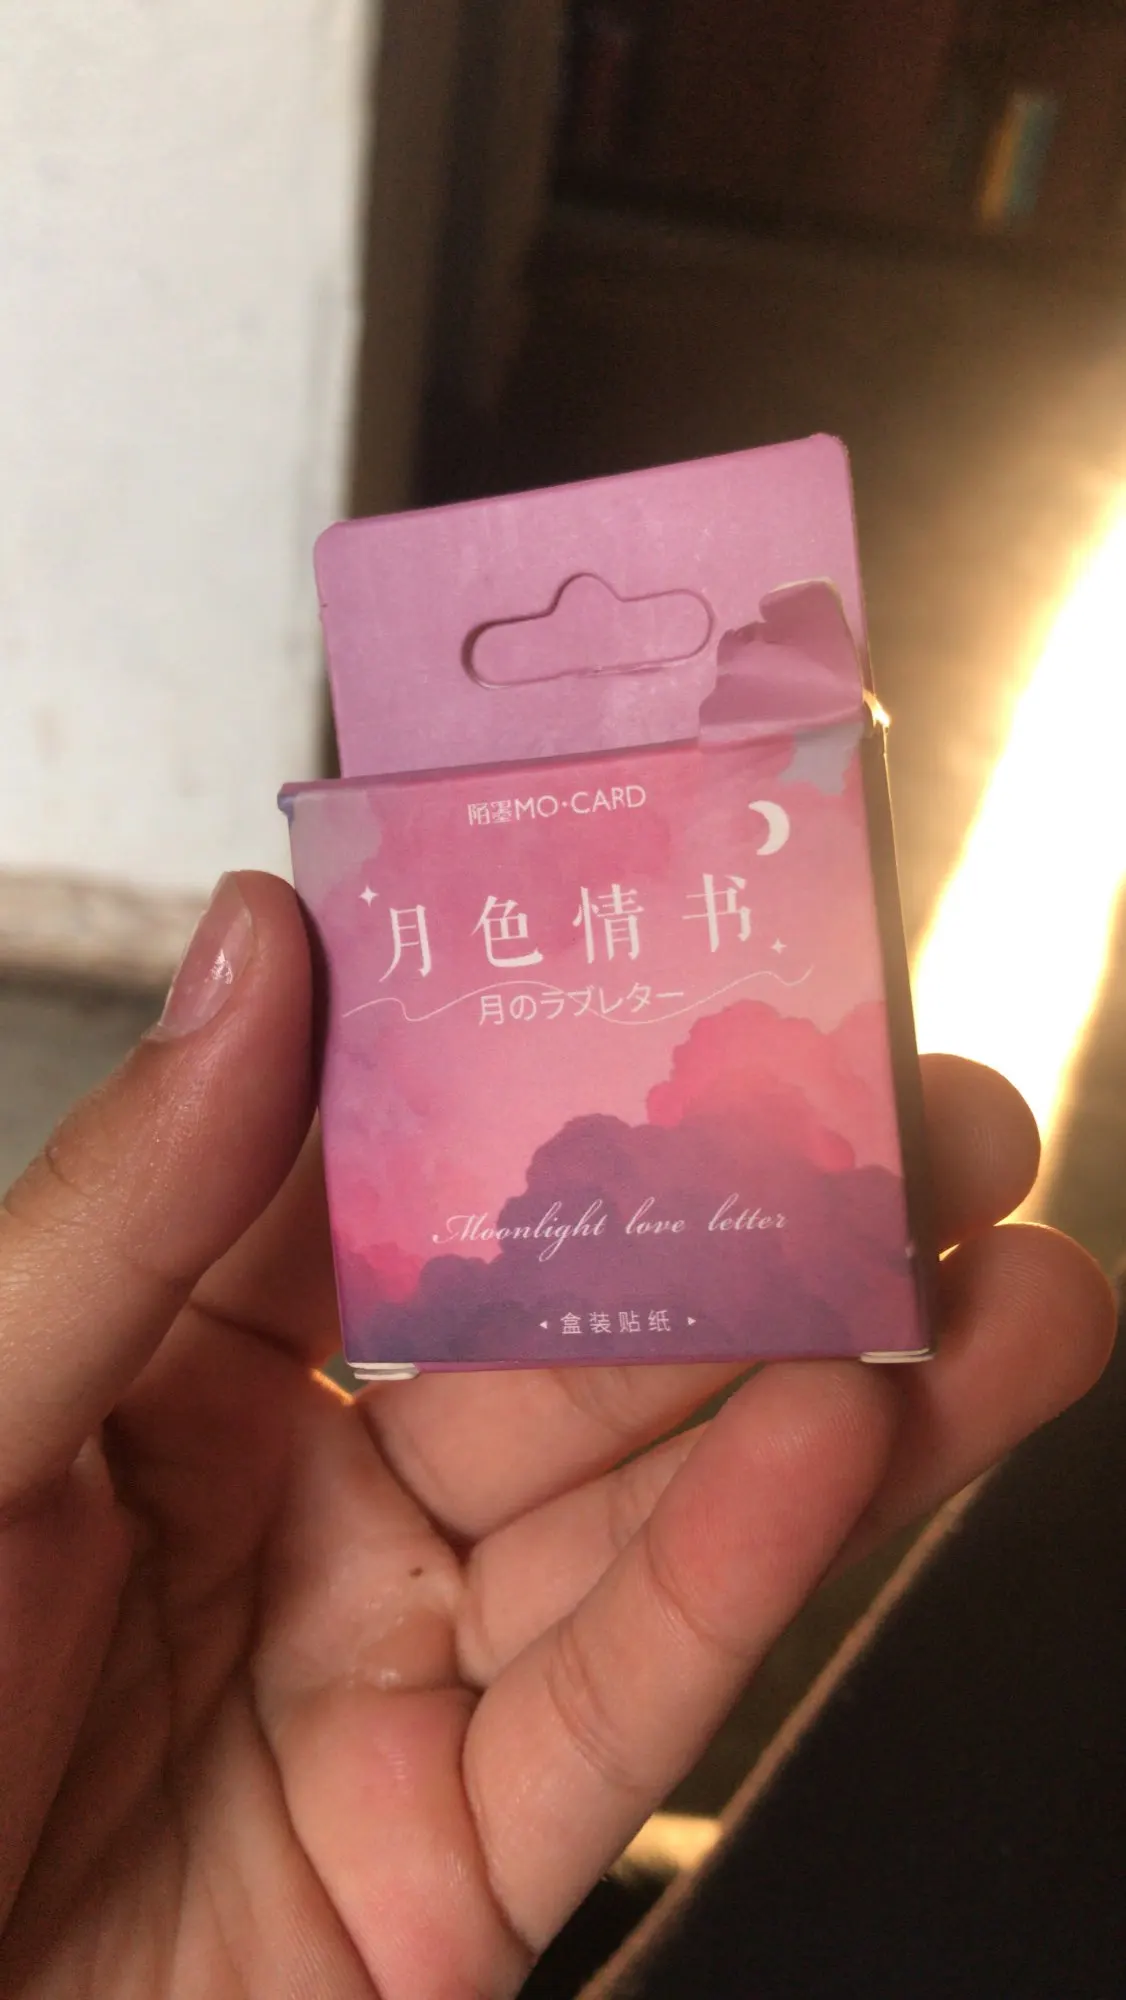 陌墨MO·CARD
月色情书
月のラブレター
Moonlight love letter
盒装贴纸